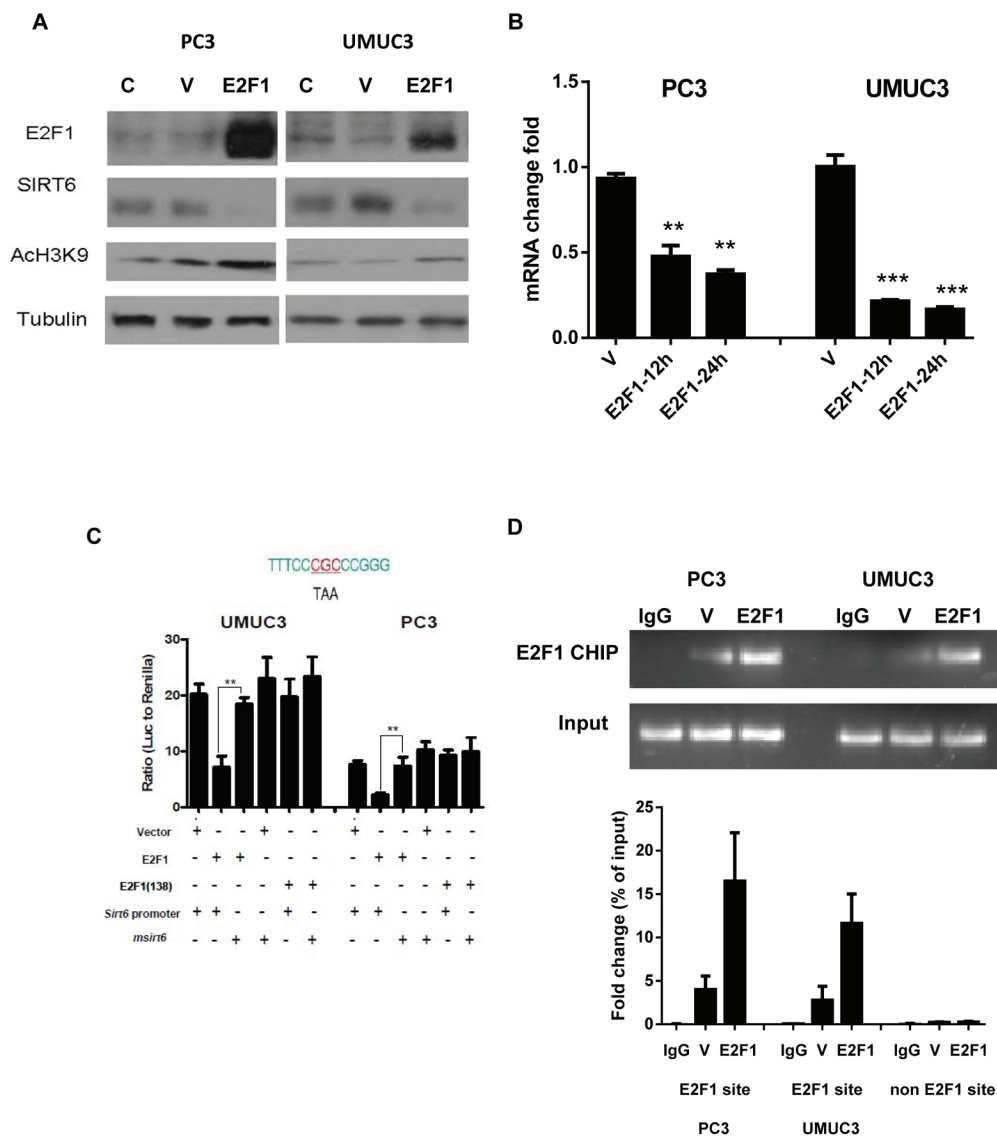 A
PC3 UMUC3
C V E2F1 C V E2F1
E2F1
SIRT6
AcH3K9
Tubulin
B
PC3 UMUC3
mRNA change fold
1.5
1.0
0.5
0.0
** ** *** ***
V E2F1-12h E2F1-24h V E2F1-12h E2F1-24h
C
TTTCCCGCCCGGG
TAA
UMUC3 PC3
Ratio (Luc to Renilla)
30
20
10
0
** **
Vector + - - + - - + - - + - -
E2F1 - + + - - - - + + - - -
E2F1(138) - - - - + + - - - - + +
Sirt6 promoter + + - - + - + + - - + -
msirt6 - - + + - + - - + + - +
D
PC3 UMUC3
IgG V E2F1 IgG V E2F1
E2F1 CHIP
Input
Fold change (% of input)
25
20
15
10
5
0
IgG V E2F1 IgG V E2F1 IgG V E2F1
E2F1 site E2F1 site non E2F1 site
PC3 UMUC3